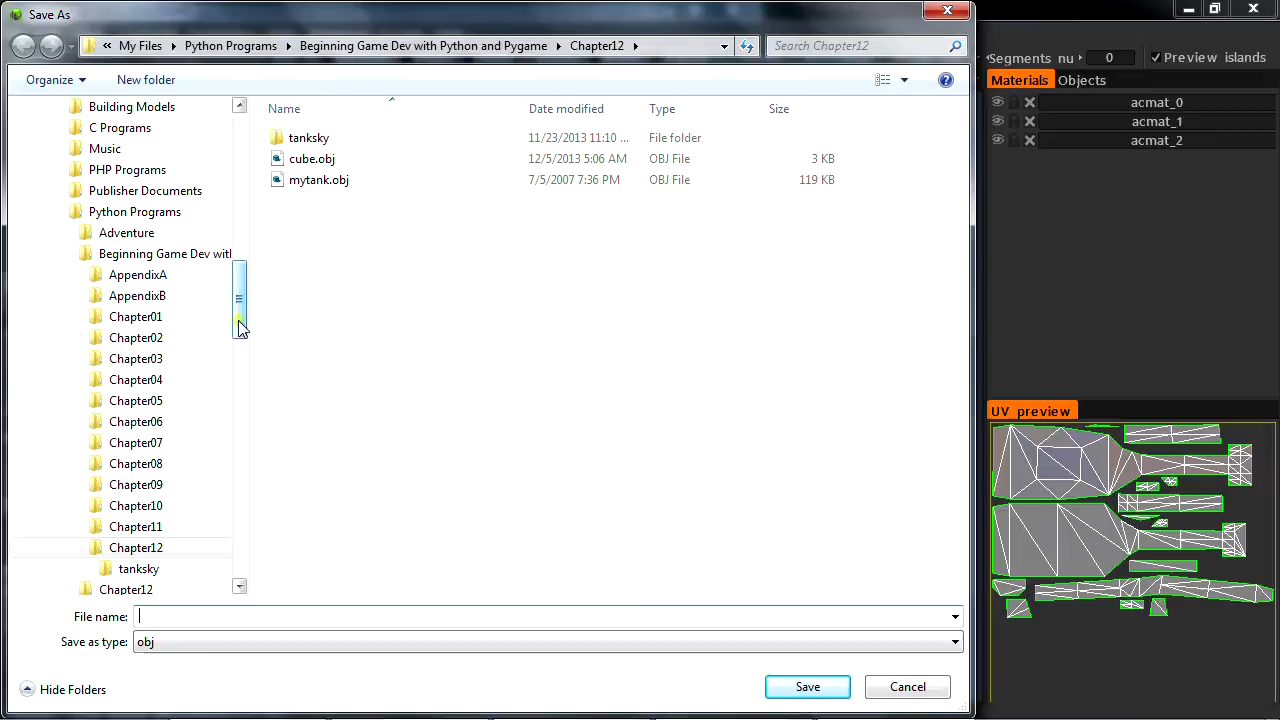 Save As
« My Files Python Programs Beginning Game Dev with Python and Pygame Chapter12
Search Chapter12
Organize
New folder
Building Models
C Programs
Music
PHP Programs
Publisher Documents
Python Programs
Adventure
Beginning Game Dev witl
AppendixA
AppendixB
Chapter01
Chapter02
Chapter03
Chapter04
Chapter05
Chapter06
Chapter07
Chapter08
Chapter09
Chapter10
Chapter11
Chapter12
tanksky
Chapter12
Name Date modified Type Size
tanksky 11/23/2013 11:10 ... File folder
cube.obj 12/5/2013 5:06 AM OBJ File 3 KB
mytank.obj 7/5/2007 7:36 PM OBJ File 119 KB
File name:
Save as type: obj
Hide Folders
Save
Cancel
Segments nu 0 Preview islands
Materials Objects
acmat_0
acmat_1
acmat_2
UV preview